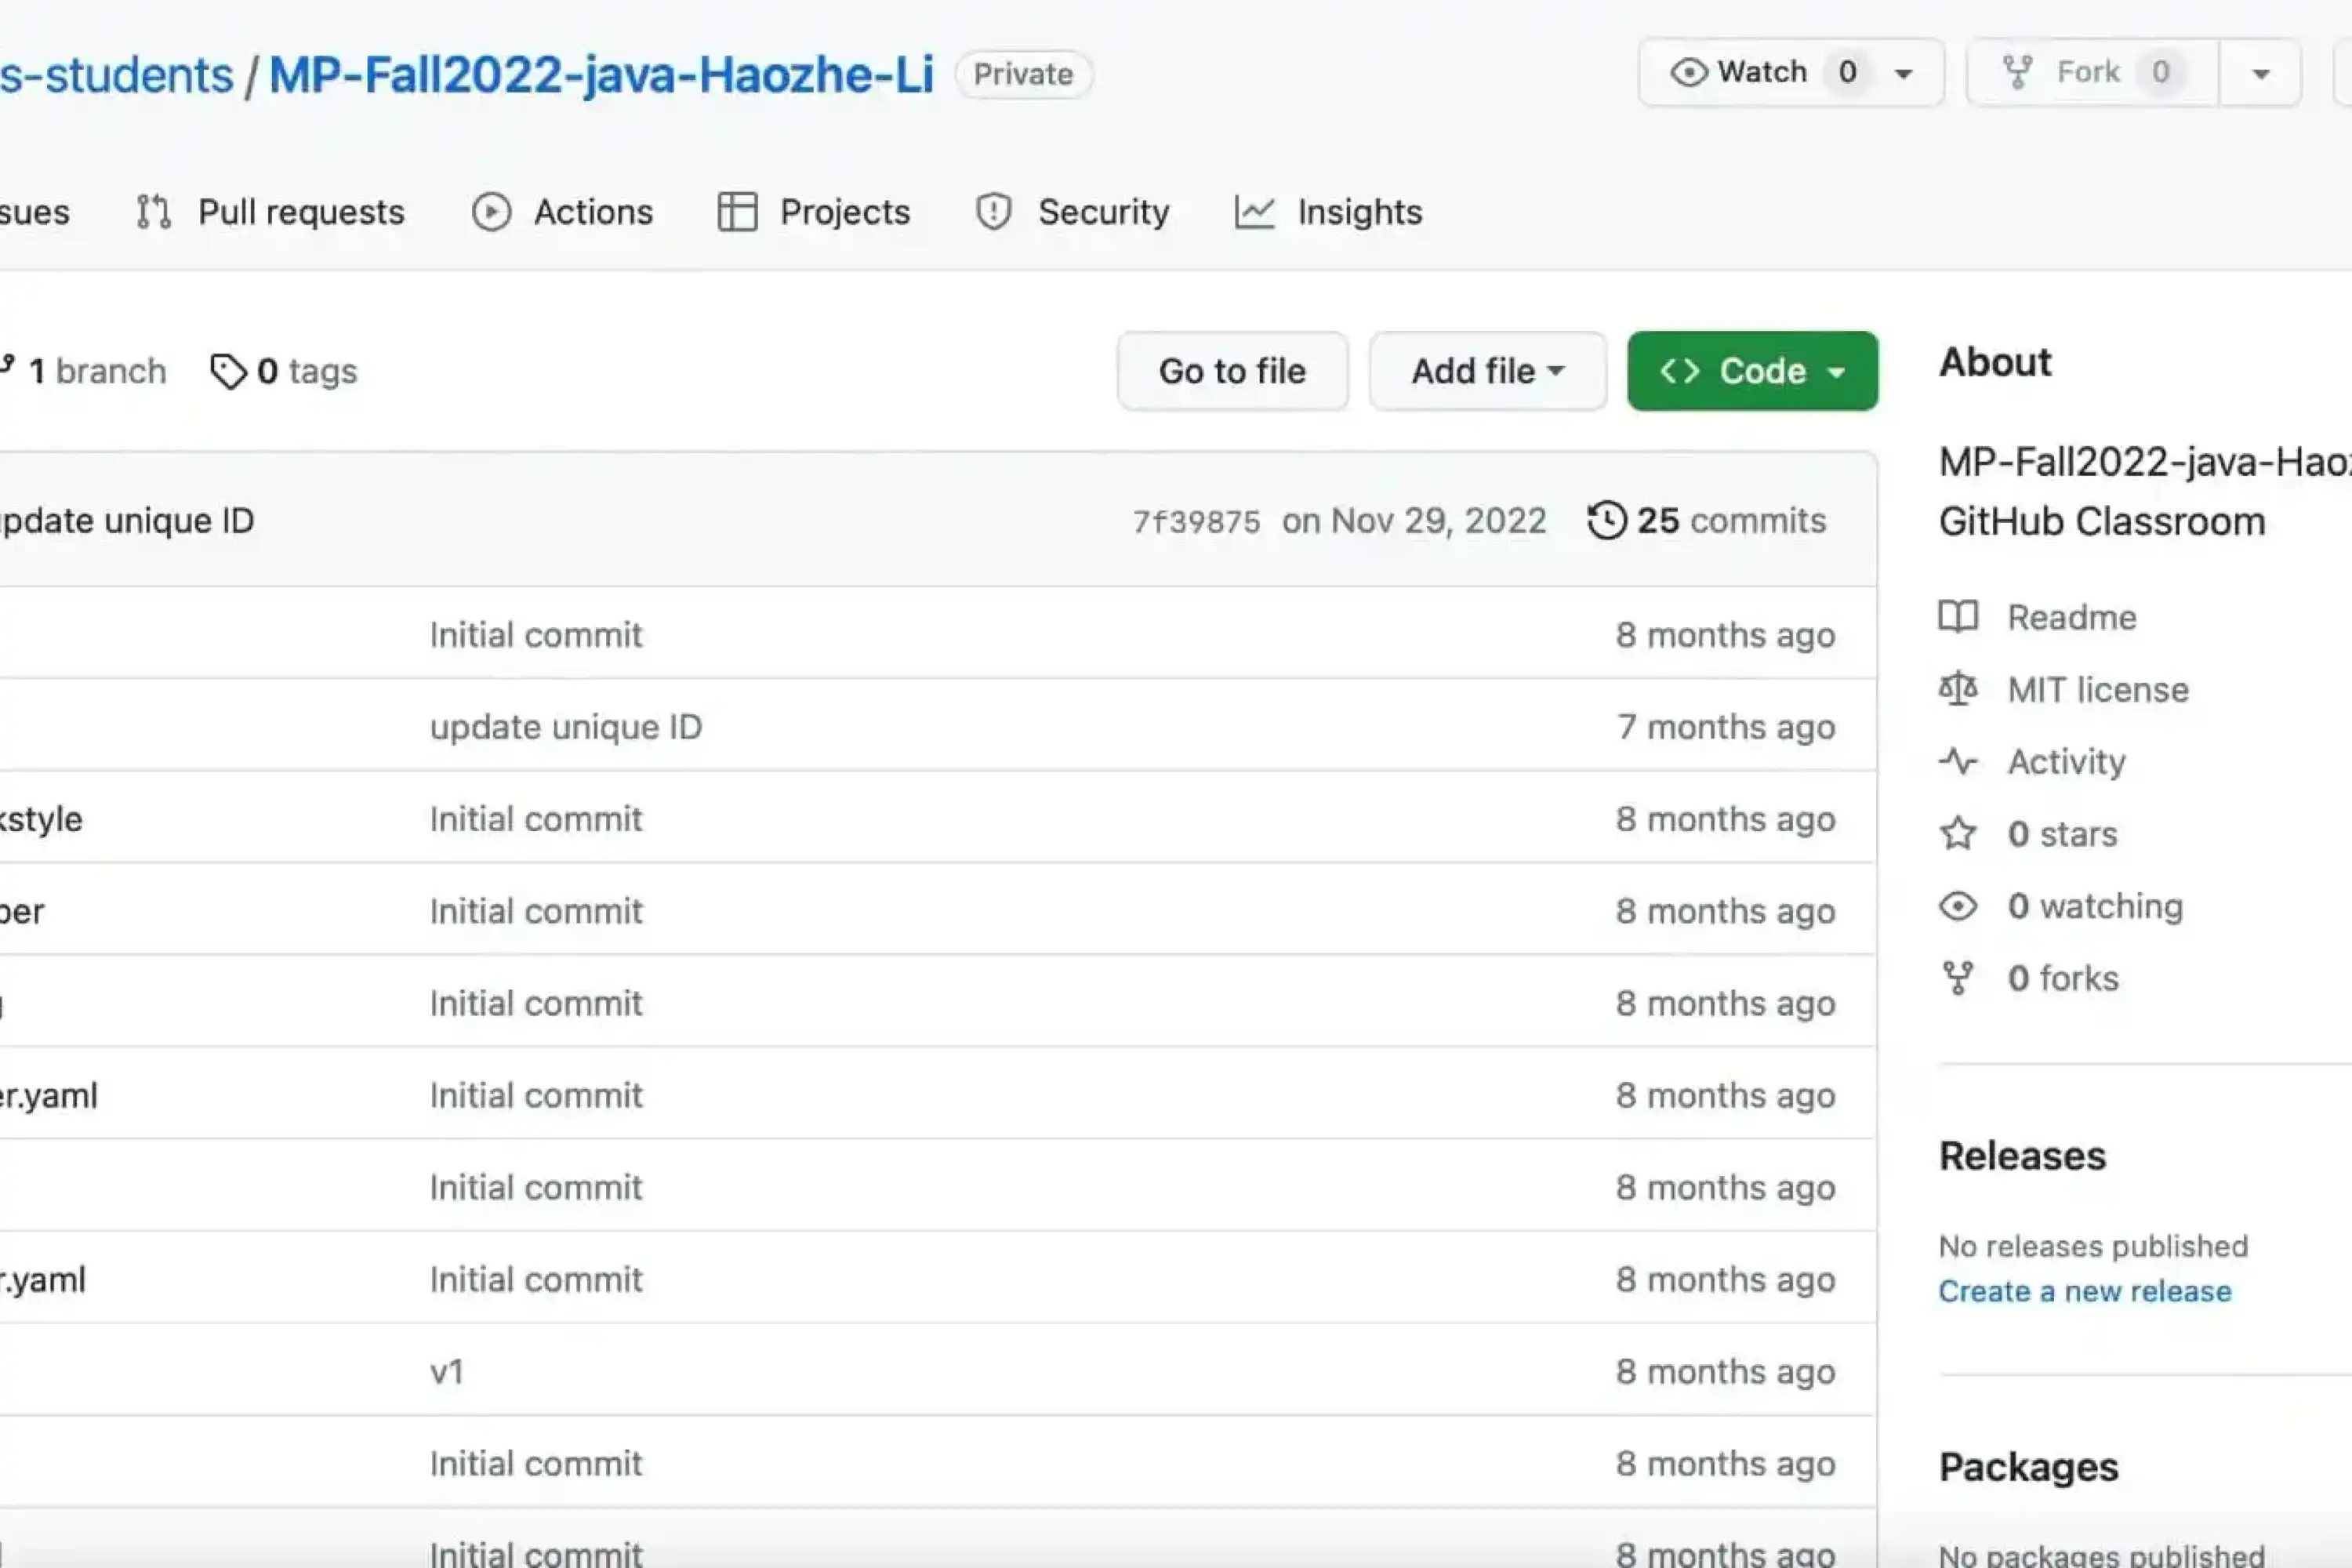 s-students / MP-Fall2022-java-Haozhe-Li Private Watch 0 Fork 0
sues Pull requests Actions Projects Security Insights
1 branch 0 tags Go to file Add file Code
pdate unique ID 7f39875 on Nov 29, 2022 25 commits
Initial commit 8 months ago
update unique ID 7 months ago
kstyle Initial commit 8 months ago
per Initial commit 8 months ago
Initial commit 8 months ago
er.yaml Initial commit 8 months ago
Initial commit 8 months ago
r.yaml Initial commit 8 months ago
v1 8 months ago
Initial commit 8 months ago
Initial commit 8 months ago
About
MP-Fall2022-java-Hao
GitHub Classroom
Readme
MIT license
Activity
0 stars
0 watching
0 forks
Releases
No releases published
Create a new release
Packages
No packages published